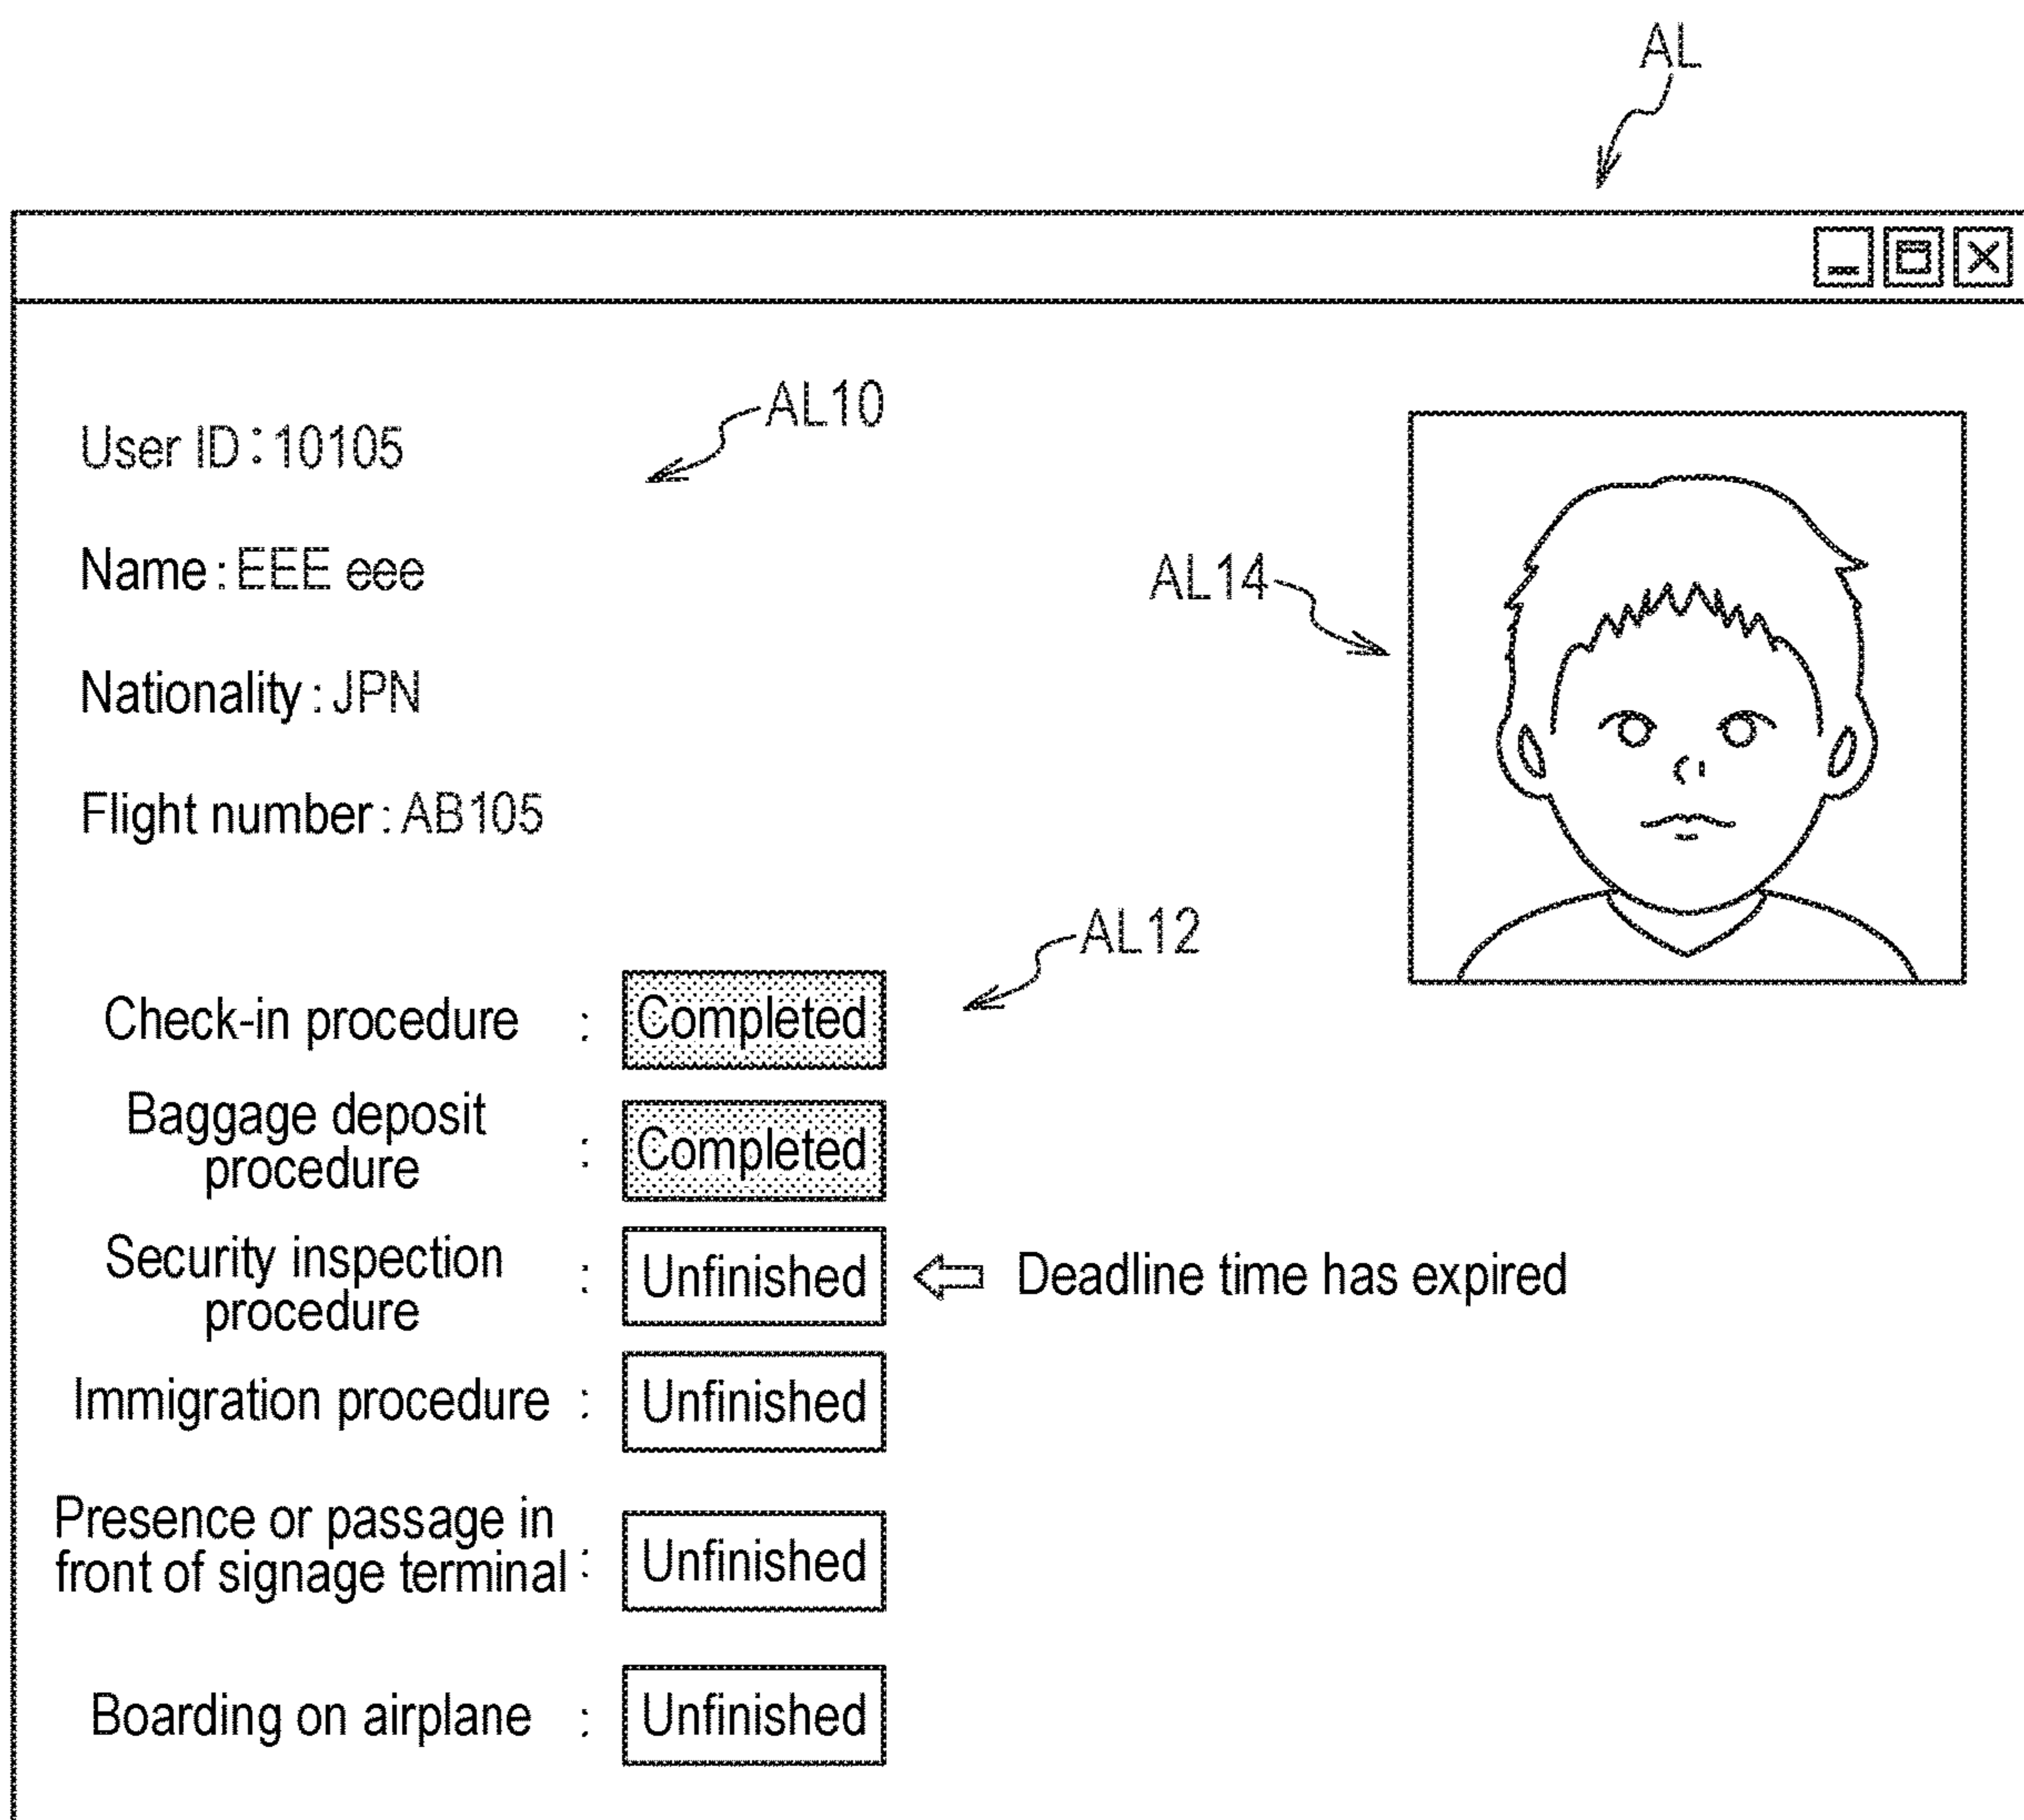 AL
User ID : 10105
AL10
Name : EEE eee
AL14
Nationality : JPN
Flight number : AB105
AL12
Check-in procedure : Completed
Baggage deposit
procedure : Completed
Security inspection
procedure : Unfinished ⇦ Deadline time has expired
Immigration procedure : Unfinished
Presence or passage in
front of signage terminal : Unfinished
Boarding on airplane : Unfinished